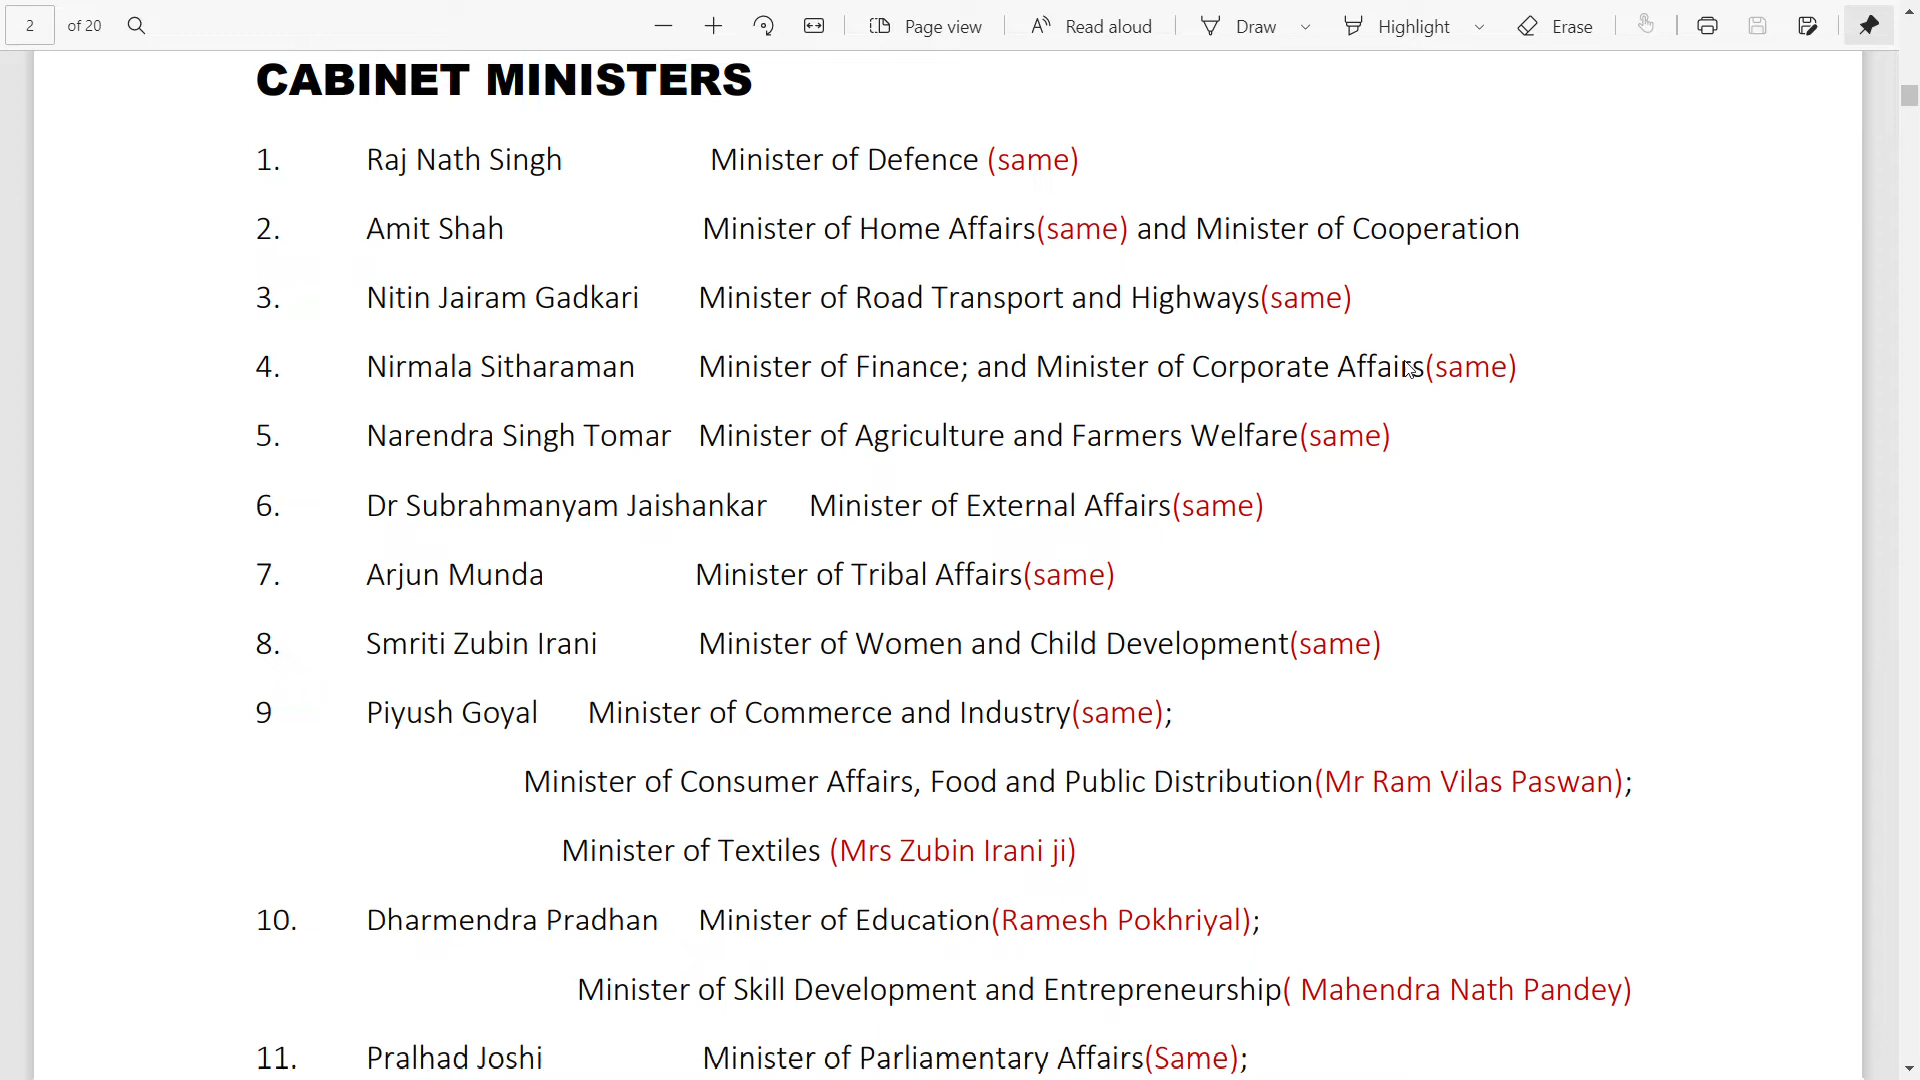 2 of 20 Page view Read aloud Draw Highlight Erase
CABINET MINISTERS
1. Raj Nath Singh Minister of Defence (same)
2. Amit Shah Minister of Home Affairs(same) and Minister of Cooperation
3. Nitin Jairam Gadkari Minister of Road Transport and Highways(same)
4. Nirmala Sitharaman Minister of Finance; and Minister of Corporate Affairs(same)
5. Narendra Singh Tomar Minister of Agriculture and Farmers Welfare(same)
6. Dr Subrahmanyam Jaishankar Minister of External Affairs(same)
7. Arjun Munda Minister of Tribal Affairs(same)
8. Smriti Zubin Irani Minister of Women and Child Development(same)
9 Piyush Goyal Minister of Commerce and Industry(same);
Minister of Consumer Affairs, Food and Public Distribution(Mr Ram Vilas Paswan);
Minister of Textiles (Mrs Zubin Irani ji)
10. Dharmendra Pradhan Minister of Education(Ramesh Pokhriyal);
Minister of Skill Development and Entrepreneurship( Mahendra Nath Pandey)
11. Pralhad Joshi Minister of Parliamentary Affairs(Same);